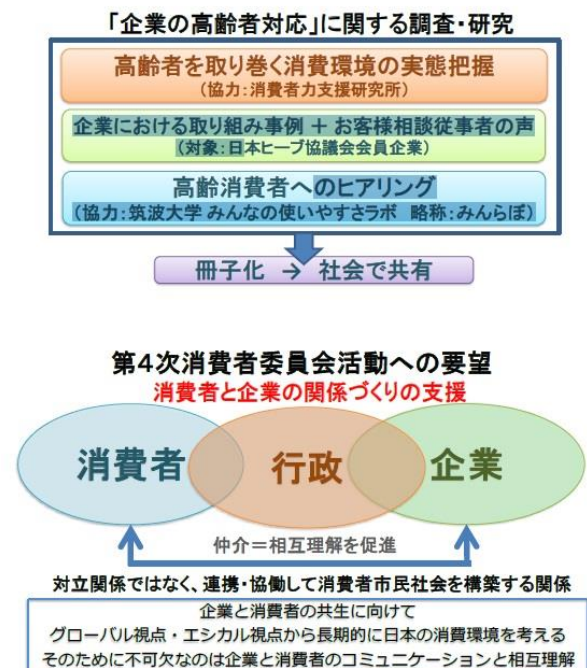 「企業の高齢者対応」に関する調査・研究
高齢者を取り巻く消費環境の実態把握
(協力:消費者力支援研究所)
企業における取り組み事例 + お客様相談従事者の声
(対象:日本ヒーブ協議会会員企業)
高齢消費者へのヒアリング
(協力:筑波大学 みんなの使いやすさラボ 略称:みんらぼ)
冊子化 → 社会で共有
第4次消費者委員会活動への要望
消費者と企業の関係づくりの支援
消費者 行政 企業
仲介=相互理解を促進
対立関係ではなく、連携・協働して消費者市民社会を構築する関係
企業と消費者の共生に向けて
グローバル視点・エシカル視点から長期的に日本の消費環境を考える
そのために不可欠なのは企業と消費者のコミュニケーションと相互理解